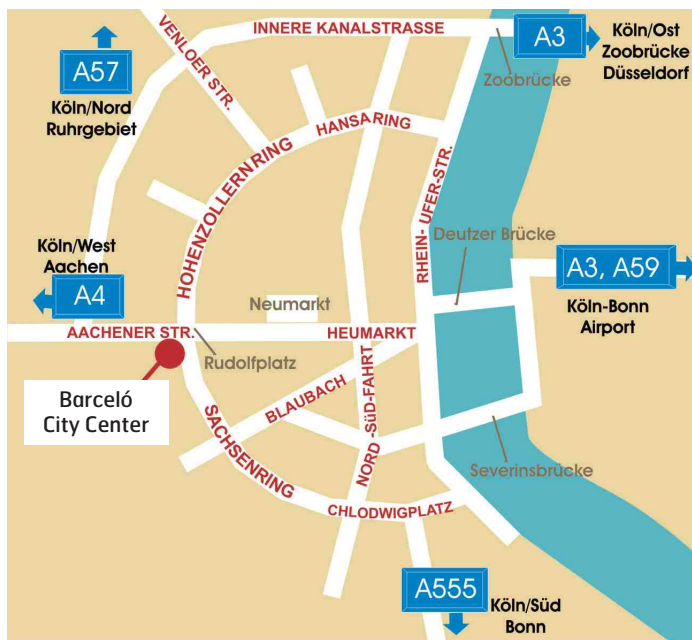 INNERE KANALSTRASSE
VENLOER STR.
A3
Köln/Ost
Zoobrücke
Düsseldorf
Zoobrücke
A57
Köln/Nord
Ruhrgebiet
HANSARING
HOHENZOLLERNRING
RHEIN- UFER-STR.
Deutzer Brücke
Köln/West
Aachen
A4
A3, A59
Köln-Bonn
Airport
Neumarkt
AACHENER STR.
HEUMARKT
Rudolfplatz
Barceló
City Center
BLAUBACH
NORD -SüD-FAHRT
SACHSENRING
Severinsbrücke
CHLODWIGPLATZ
A555
Köln/Süd
Bonn